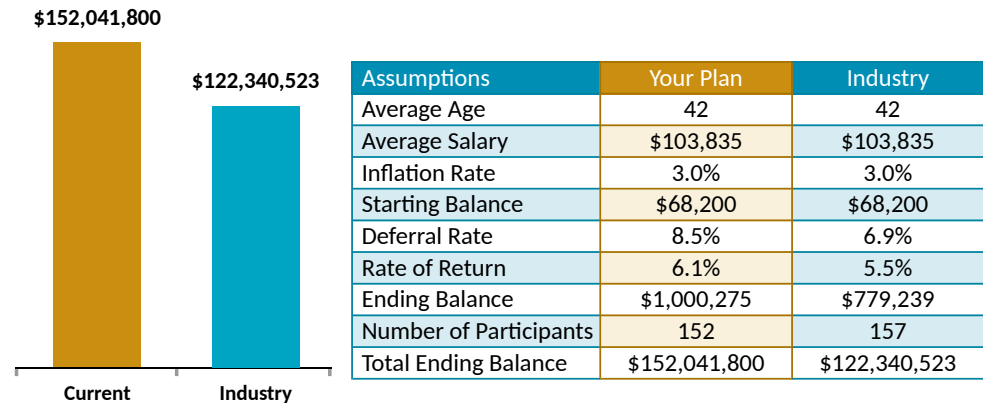 $152,041,800
$122,340,523
Current
Industry
Assumptions Your Plan Industry
Average Age 42 42
Average Salary $103,835 $103,835
Inflation Rate 3.0% 3.0%
Starting Balance $68,200 $68,200
Deferral Rate 8.5% 6.9%
Rate of Return 6.1% 5.5%
Ending Balance $1,000,275 $779,239
Number of Participants 152 157
Total Ending Balance $152,041,800 $122,340,523